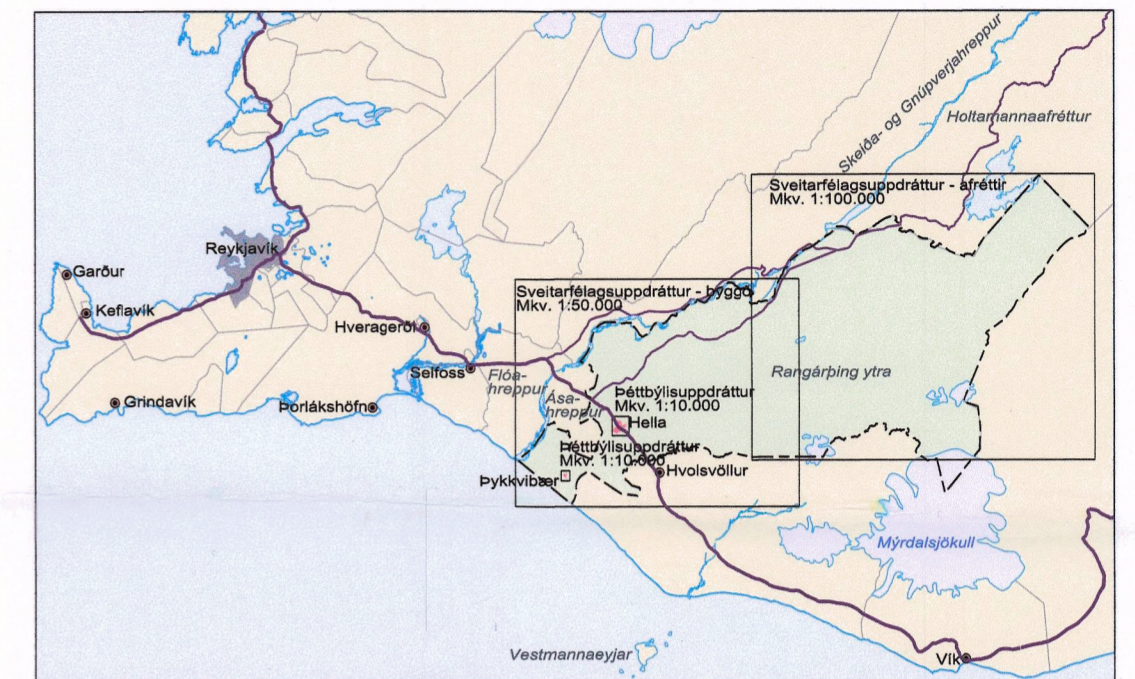 Skeiða- og Gnúpverjahreppur
Holtamannaafréttur
Sveitarfélagsuppdráttur - afréttir
Mkv. 1:100.000
Reykjavík
Garður
Keflavík
Sveitarfélagsuppdráttur - byggð
Mkv. 1:50.000
Hveragerði
Selfoss
Flóa-
hreppur
Ása-
hreppur
Rangárþing ytra
Þéttbýlisuppdráttur
Mkv. 1:10.000
Hella
Grindavík
Þorlákshöfn
Þéttbýlisuppdráttur
Mkv. 1:10.000
Hvolsvöllur
Þykkvibær
Mýrdalsjökull
Vestmannaeyjar
Vík